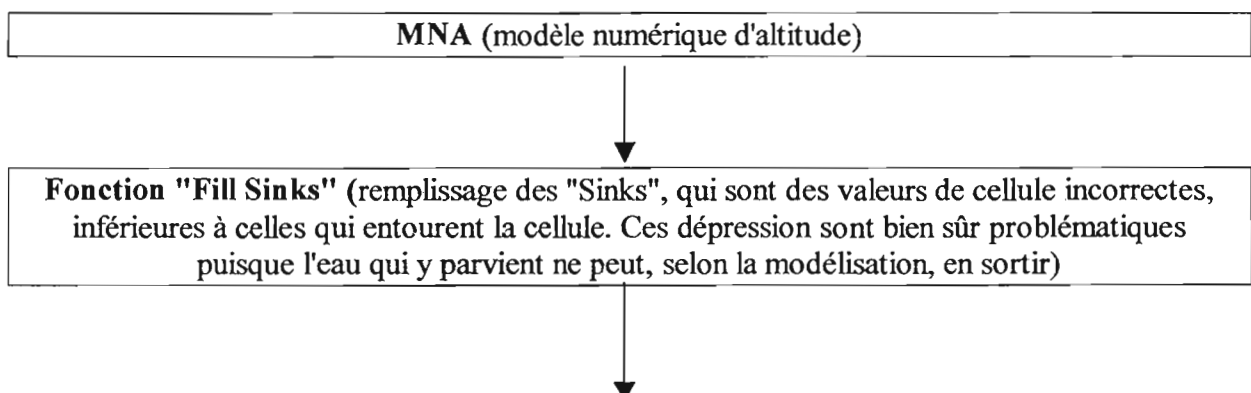 MNA (modèle numérique d'altitude)
Fonction "Fill Sinks" (remplissage des "Sinks", qui sont des valeurs de cellule incorrectes,
inférieures à celles qui entourent la cellule. Ces dépression sont bien sûr problématiques
puisque l'eau qui y parvient ne peut, selon la modélisation, en sortir)